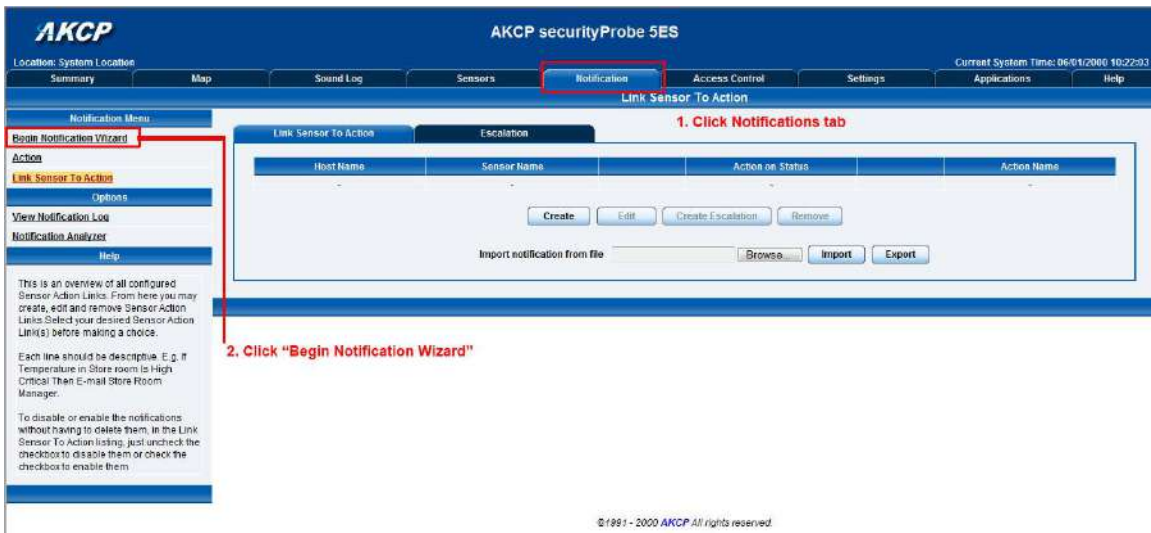 AKCP
AKCP securityProbe 5ES
Location: System Location
Current System Time: 06/01/2000 10:22:03
Summary Map Sound Log Sensors Notification Access Control Settings Applications Help
Link Sensor To Action
Notification Menu
Begin Notification Wizard
Action
Link Sensor To Action
Options
View Notification Log
Notification Analyzer
Help
This is an overview of all configured
Sensor Action Links. From here you may
create, edit and remove Sensor Action
Links.Select your desired Sensor Action
Link(s) before making a choice.
Each line should be descriptive. E.g. If
Temperature in Store room Is High
Critical Then E-mail Store Room
Manager.
To disable or enable the notifications
without having to delete them, in the Link
Sensor To Action listing, just uncheck the
checkbox to disable them or check the
checkbox to enable them
1. Click Notifications tab
Link Sensor To Action Escalation
Host Name Sensor Name Action on Status Action Name
- - - -
Create Edit Create Escalation Remove
Import notification from file Browse... Import Export
2. Click “Begin Notification Wizard”
©1991 - 2000 AKCP All rights reserved.